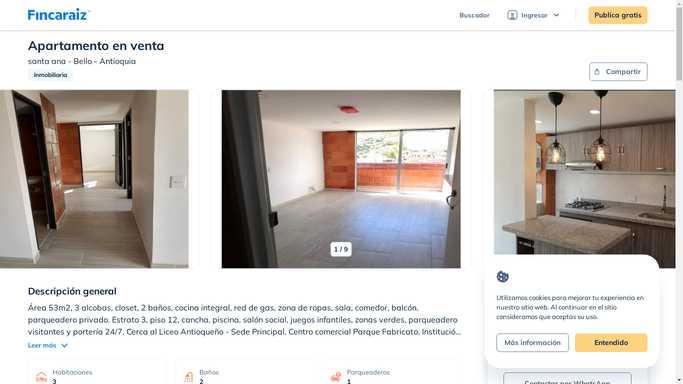 Fincaraiz
Buscador
Ingresar
Publica gratis
Apartamento en venta
santa ana - Bello - Antioquia
Inmobiliaria
Compartir
1 / 9
Descripción general
Área 53m2, 3 alcobas, closet, 2 baños, cocina integral, red de gas, zona de ropas, sala, comedor, balcón.
parqueadero privado. Estrato 3, piso 12, cancha, piscina, salón social, juegos infantiles, zonas verdes, parqueadero
visitantes y portería 24/7. Cerca al Liceo Antioqueño - Sede Principal, Centro comercial Parque Fabricato, Institució...
Leer más
Utilizamos cookies para mejorar tu experiencia en
nuestro sitio web. Al continuar en el sitio
consideramos que aceptas su uso.
Más información
Entendido
Habitaciones
3
Baños
2
Parqueaderos
1
Contactar por WhatsApp